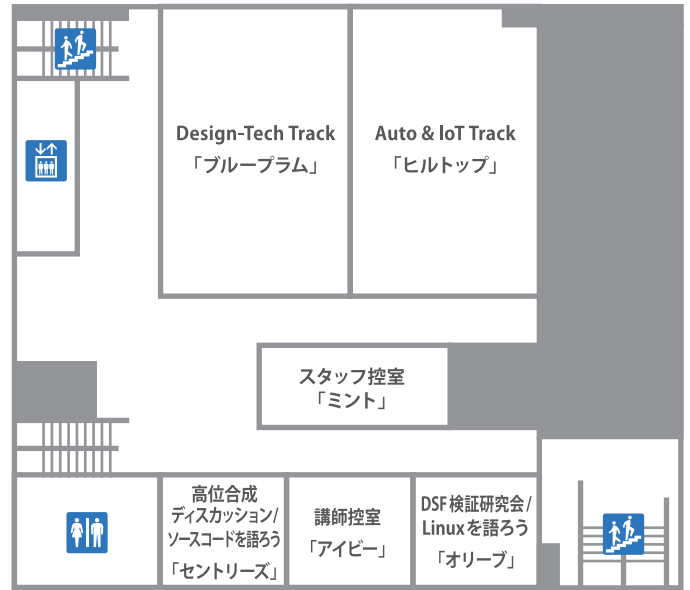 Design-Tech Track
「ブループラム」
Auto & IoT Track
「ヒルトップ」
スタッフ控室
「ミント」
高位合成
ディスカッション/
ソースコードを語ろう
「セントリーズ」
講師控室
「アイビー」
DSF検証研究会/
Linuxを語ろう
「オリーブ」